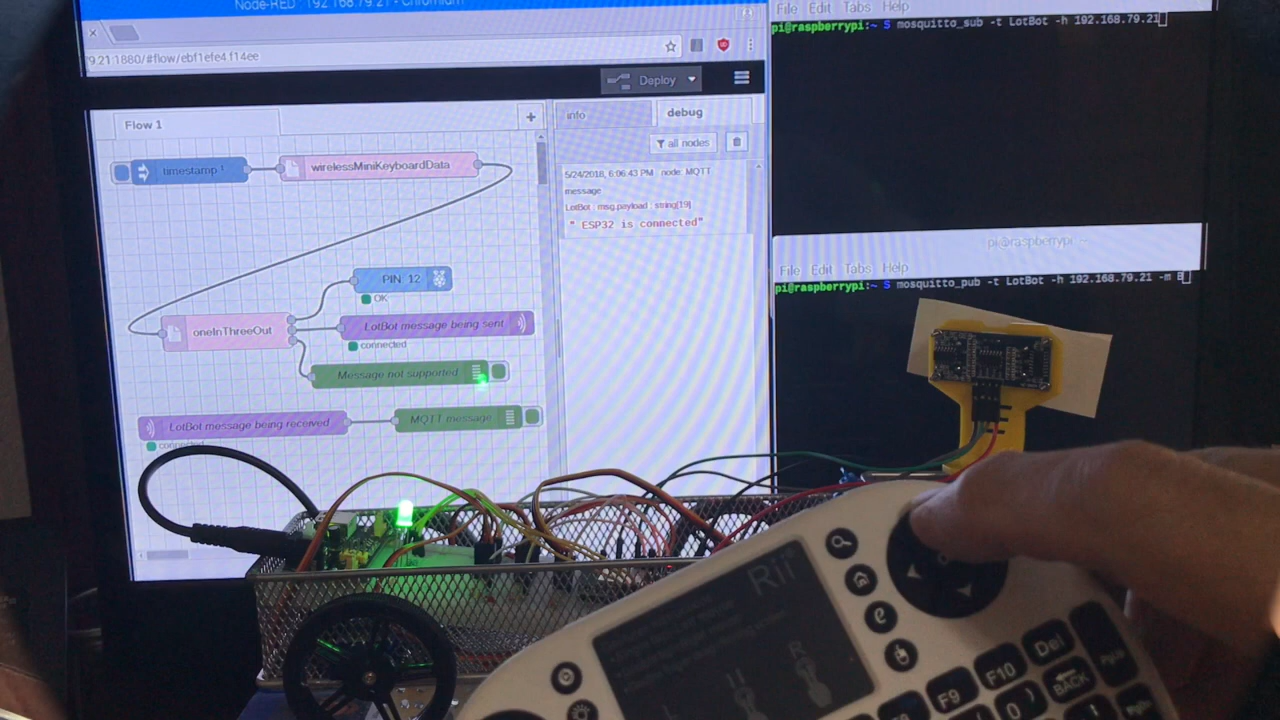 Node-RED : 192.168.79.21 - Chromium
9.21:1880/#flow/ebf1efe4.f14ee
Deploy
Flow 1
info
debug
all nodes
timestamp ¹
wirelessMiniKeyboardData
5/24/2018, 6:06:43 PM node: MQTT
message
LotBot : msg.payload : string[19]
" ESP32 is connected"
PIN 12
OK
oneInThreeOut
LotBot message being sent
connected
Message not supported
LotBot message being received
MQTT message
connected
File Edit Tabs Help
pi@raspberrypi:~ $ mosquitto_sub -t LotBot -h 192.168.79.21
pi@raspberrypi: ~
File Edit Tabs Help
pi@raspberrypi:~ $ mosquitto_pub -t LotBot -h 192.168.79.21 -m B
Rii
L
R
Del
F10
F9
BACK
PgUp
)
0